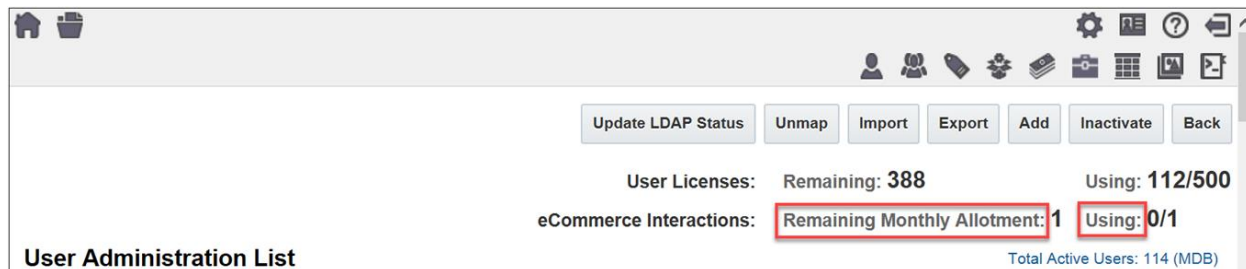 Update LDAP Status Unmap Import Export Add Inactivate Back
User Licenses: Remaining: 388 Using: 112/500
eCommerce Interactions: Remaining Monthly Allotment: 1 Using: 0/1
User Administration List Total Active Users: 114 (MDB)